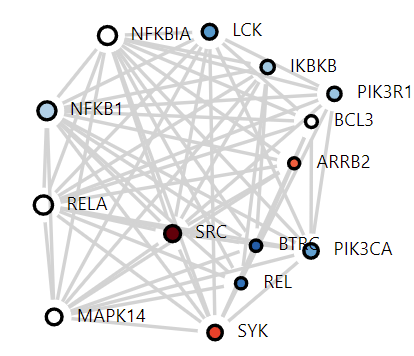 NFKBIA
LCK
IKBKB
PIK3R1
NFKB1
BCL3
ARRB2
RELA
SRC
BTRC
PIK3CA
REL
MAPK14
SYK